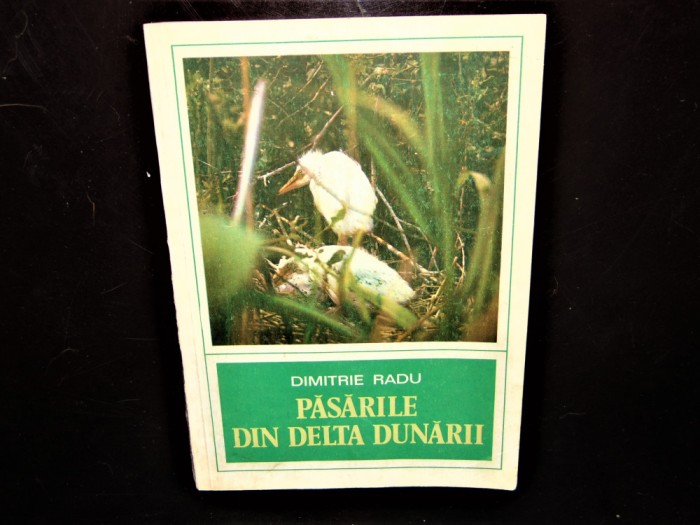 DIMITRIE RADU
PĂSĂRILE
DIN DELTA DUNĂRII